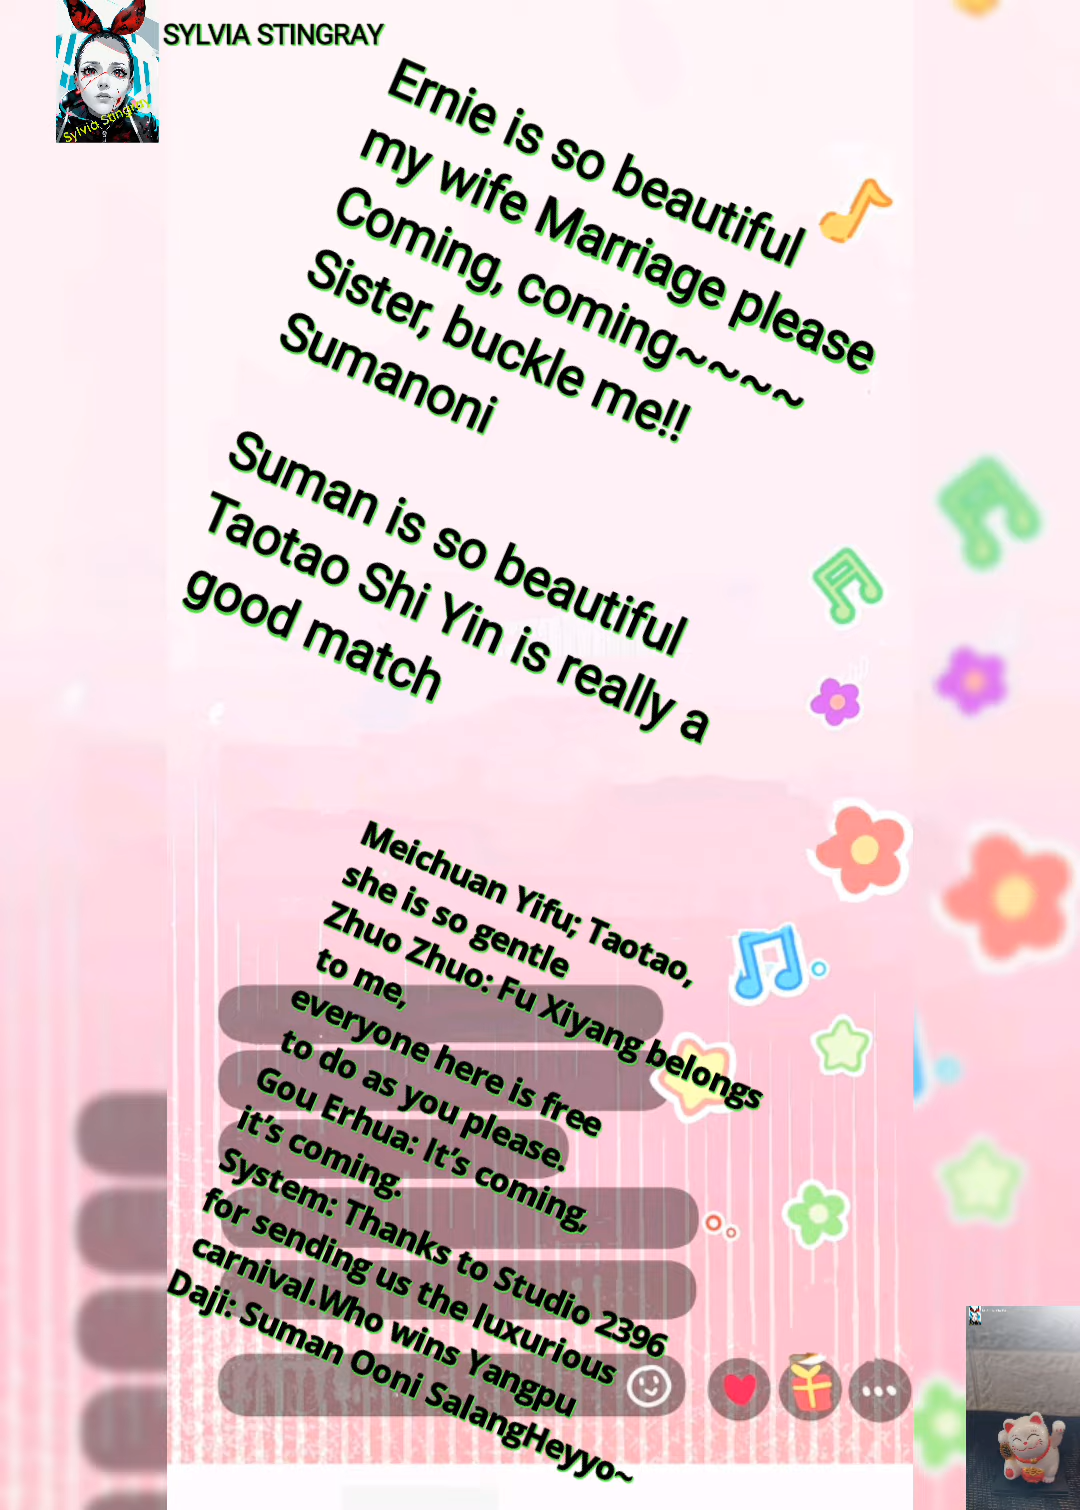 SYLVIA STINGRAY
Sylvia Stingray
Ernie is so beautiful
my wife Marriage please
Coming, coming~~~~
Sister, buckle me!!
Sumanoni
Suman is so beautiful
Taotao Shi Yin is really a
good match
Meichuan Yifu; Taotao,
she is so gentle
Zhuo Zhuo: Fu Xiyang belongs
to me,
everyone here is free
to do as you please.
Gou Erhua: It's coming,
it's coming.
System: Thanks to Studio 2396
for sending us the luxurious
carnival.Who wins Yangpu
Daji: Suman Ooni SalangHeyyo~